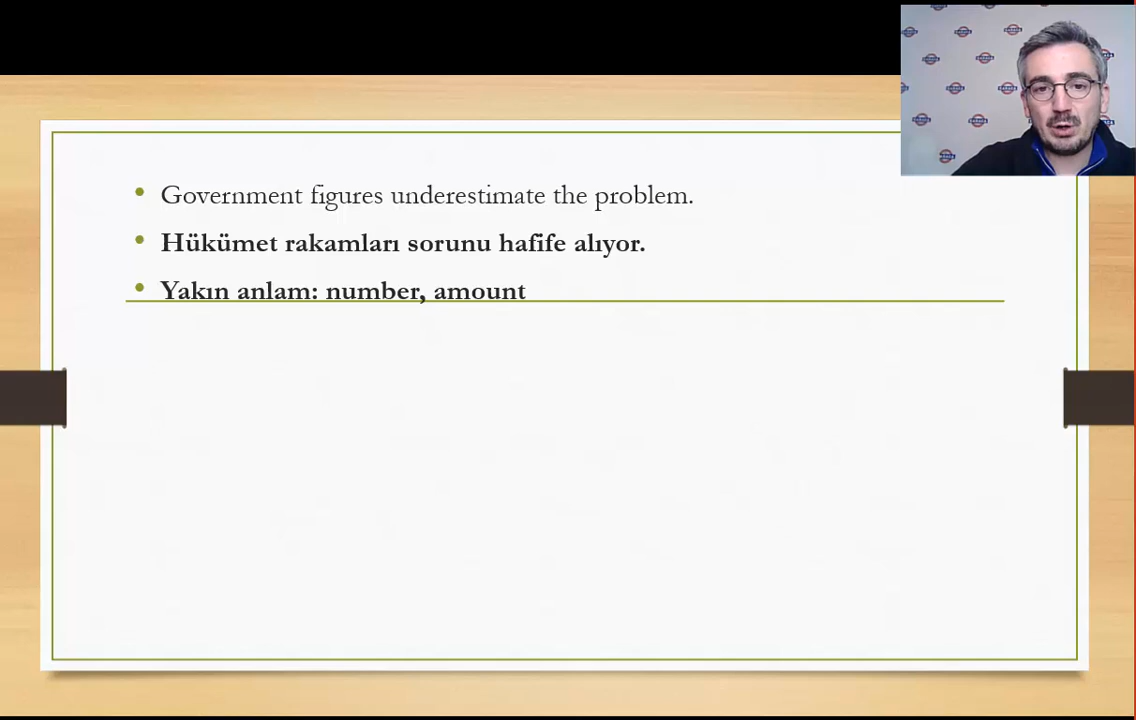 Government figures underestimate the problem.
Hükümet rakamları sorunu hafife alıyor.
Yakın anlam: number, amount